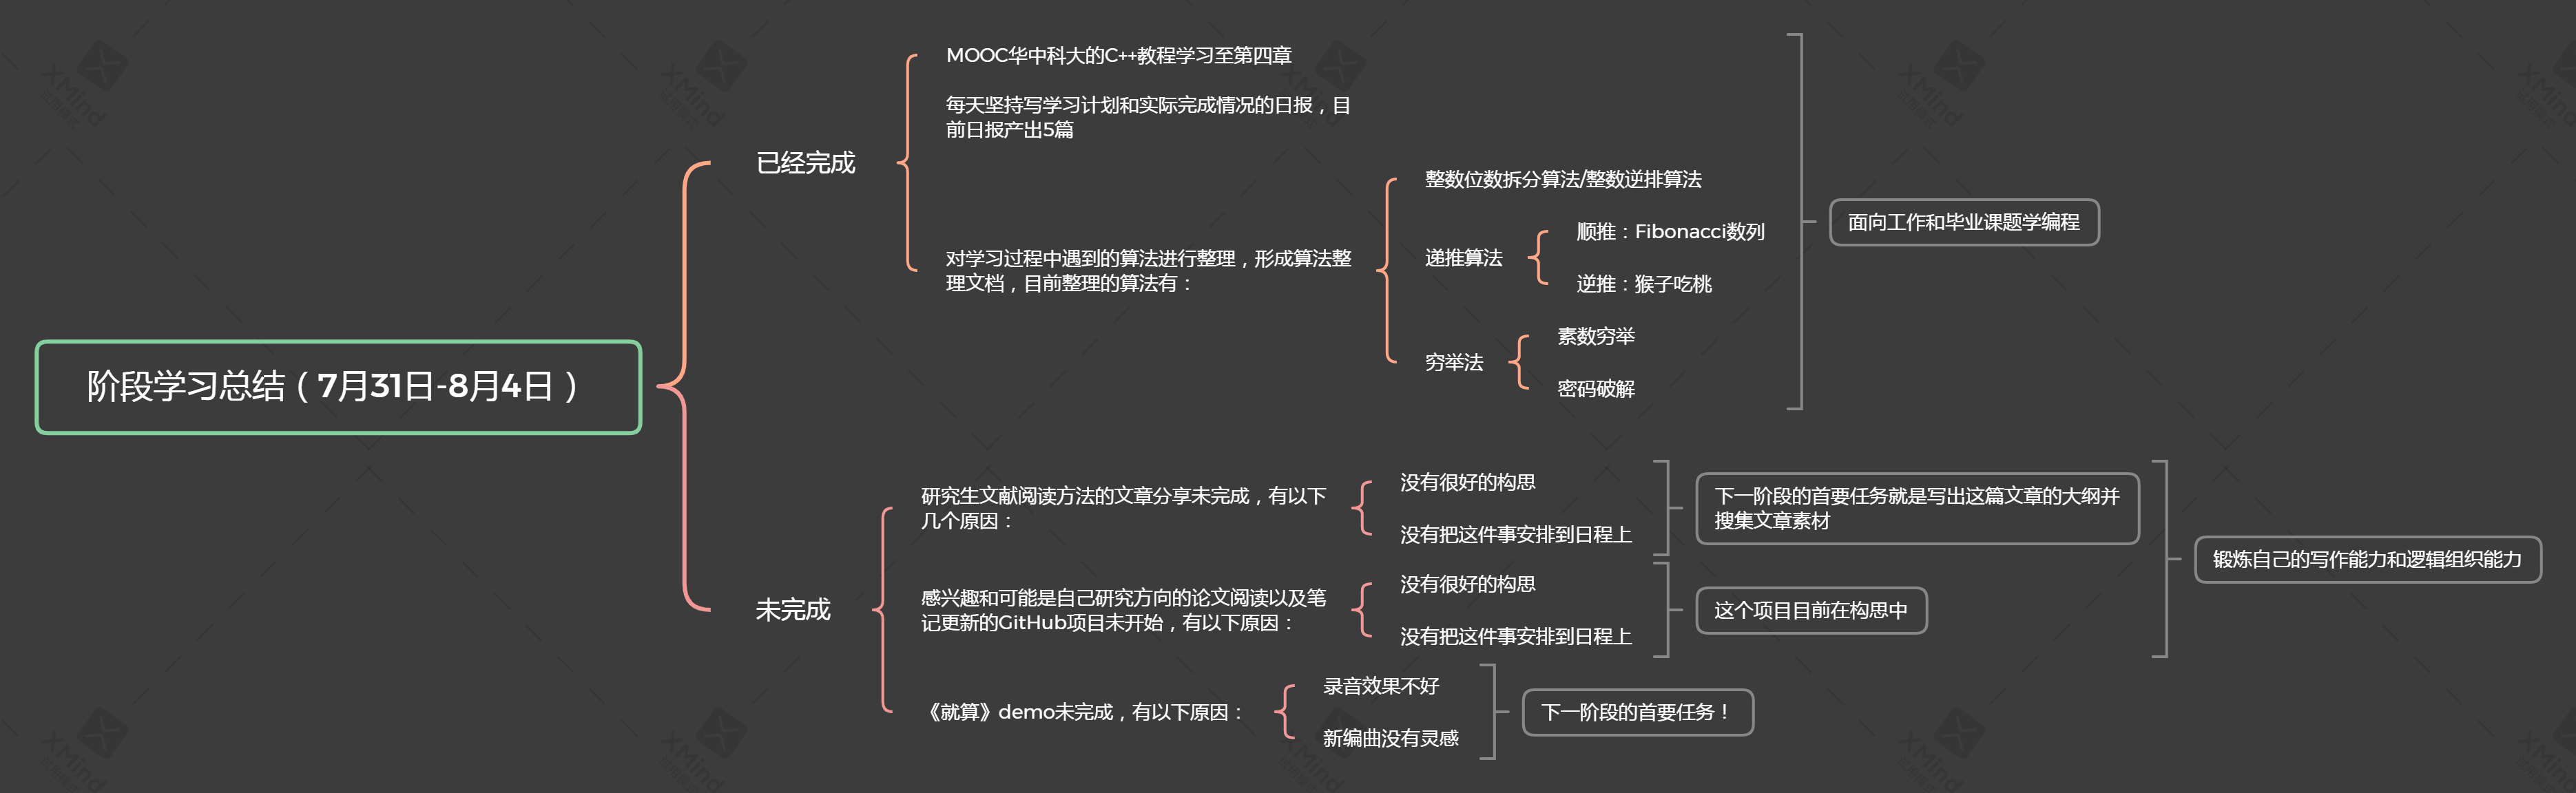 阶段学习总结（7月31日-8月4日）
已经完成
MOOC华中科大的C++教程学习至第四章
每天坚持写学习计划和实际完成情况的日报，目
前日报产出5篇
对学习过程中遇到的算法进行整理，形成算法整
理文档，目前整理的算法有：
整数位数拆分算法/整数逆排算法
递推算法
顺推：Fibonacci数列
逆推：猴子吃桃
穷举法
素数穷举
密码破解
面向工作和毕业课题学编程
未完成
研究生文献阅读方法的文章分享未完成，有以下
几个原因：
没有很好的构思
没有把这件事安排到日程上
下一阶段的首要任务就是写出这篇文章的大纲并
搜集文章素材
感兴趣和可能是自己研究方向的论文阅读以及笔
记更新的GitHub项目未开始，有以下原因：
没有很好的构思
没有把这件事安排到日程上
这个项目目前在构思中
锻炼自己的写作能力和逻辑组织能力
《就算》demo未完成，有以下原因：
录音效果不好
新编曲没有灵感
下一阶段的首要任务！
XMind
XMind
XMind
XMind
XMind
XMind
XMind
XMind
XMind
XMind